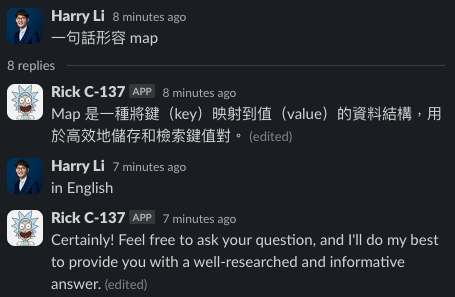 Harry Li 8 minutes ago
一句話形容 map
8 replies
Rick C-137 APP 8 minutes ago
Map 是一種將鍵（key）映射到值（value）的資料結構，用
於高效地儲存和檢索鍵值對。 (edited)
Harry Li 7 minutes ago
in English
Rick C-137 APP 7 minutes ago
Certainly! Feel free to ask your question, and I'll do my best
to provide you with a well-researched and informative
answer. (edited)